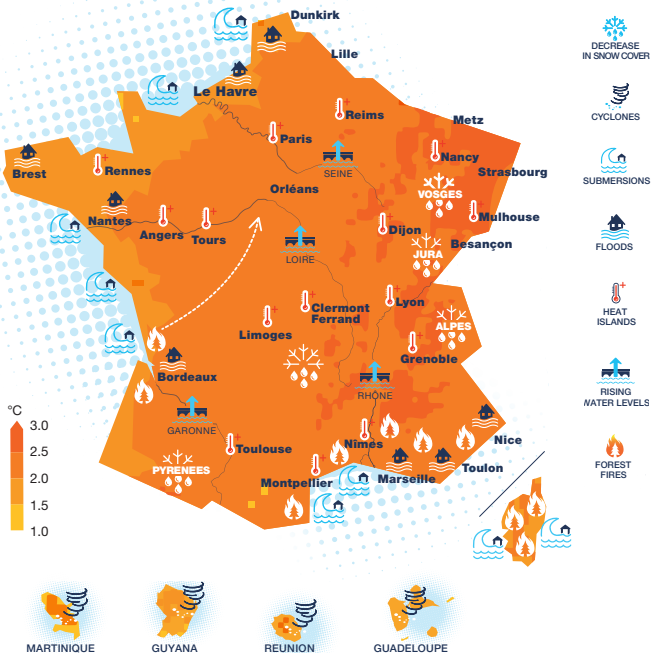 Dunkirk
Lille
Le Havre
Reims
Metz
Paris
Nancy
Strasbourg
SEINE
Brest
Rennes
VOSGES
Orléans
Nantes
Mulhouse
Angers
Tours
Dijon
Besançon
JURA
LOIRE
Lyon
Clermont
Ferrand
Limoges
ALPES
Grenoble
Bordeaux
RHÔNE
GARONNE
Nîmes
Nice
Toulouse
PYRENEES
Montpellier
Marseille
Toulon
°C
3.0
2.5
2.0
1.5
1.0
DECREASE
IN SNOW COVER
CYCLONES
SUBMERSIONS
FLOODS
HEAT
ISLANDS
RISING
WATER LEVELS
FOREST
FIRES
MARTINIQUE
GUYANA
REUNION
GUADELOUPE